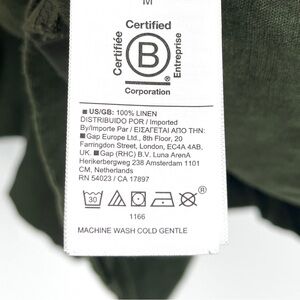 M
Certified
Certifiée
B
Entreprise
Corporation
■ US/GB: 100% LINEN
DISTRIBUIDO POR / Imported
By/Importe Par / ΕΙΣΑΓΕΤΑΙ ΑΠΟ ΤΗΝ:
■ Gap Europe Ltd., 8th Floor, 20
Farringdon Street, London, EC4A 4AB,
UK. ■ Gap (RHC) B.V, Luna ArenA
Herikerbergweg 238 Amsterdam 1101
CM, Netherlands
RN 54023 / CA 17897
30
®
1166
MACHINE WASH COLD GENTLE